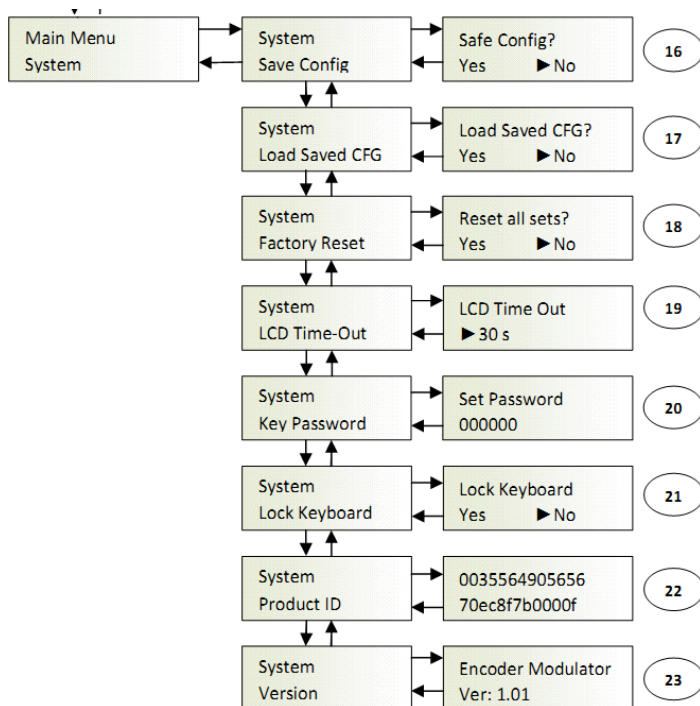 Main Menu
System
System
Save Config
Safe Config?
Yes ►No
16
System
Load Saved CFG
Load Saved CFG?
Yes ►No
17
System
Factory Reset
Reset all sets?
Yes ►No
18
System
LCD Time-Out
LCD Time Out
►30 s
19
System
Key Password
Set Password
000000
20
System
Lock Keyboard
Lock Keyboard
Yes ►No
21
System
Product ID
0035564905656
70ec8f7b0000f
22
System
Version
Encoder Modulator
Ver: 1.01
23